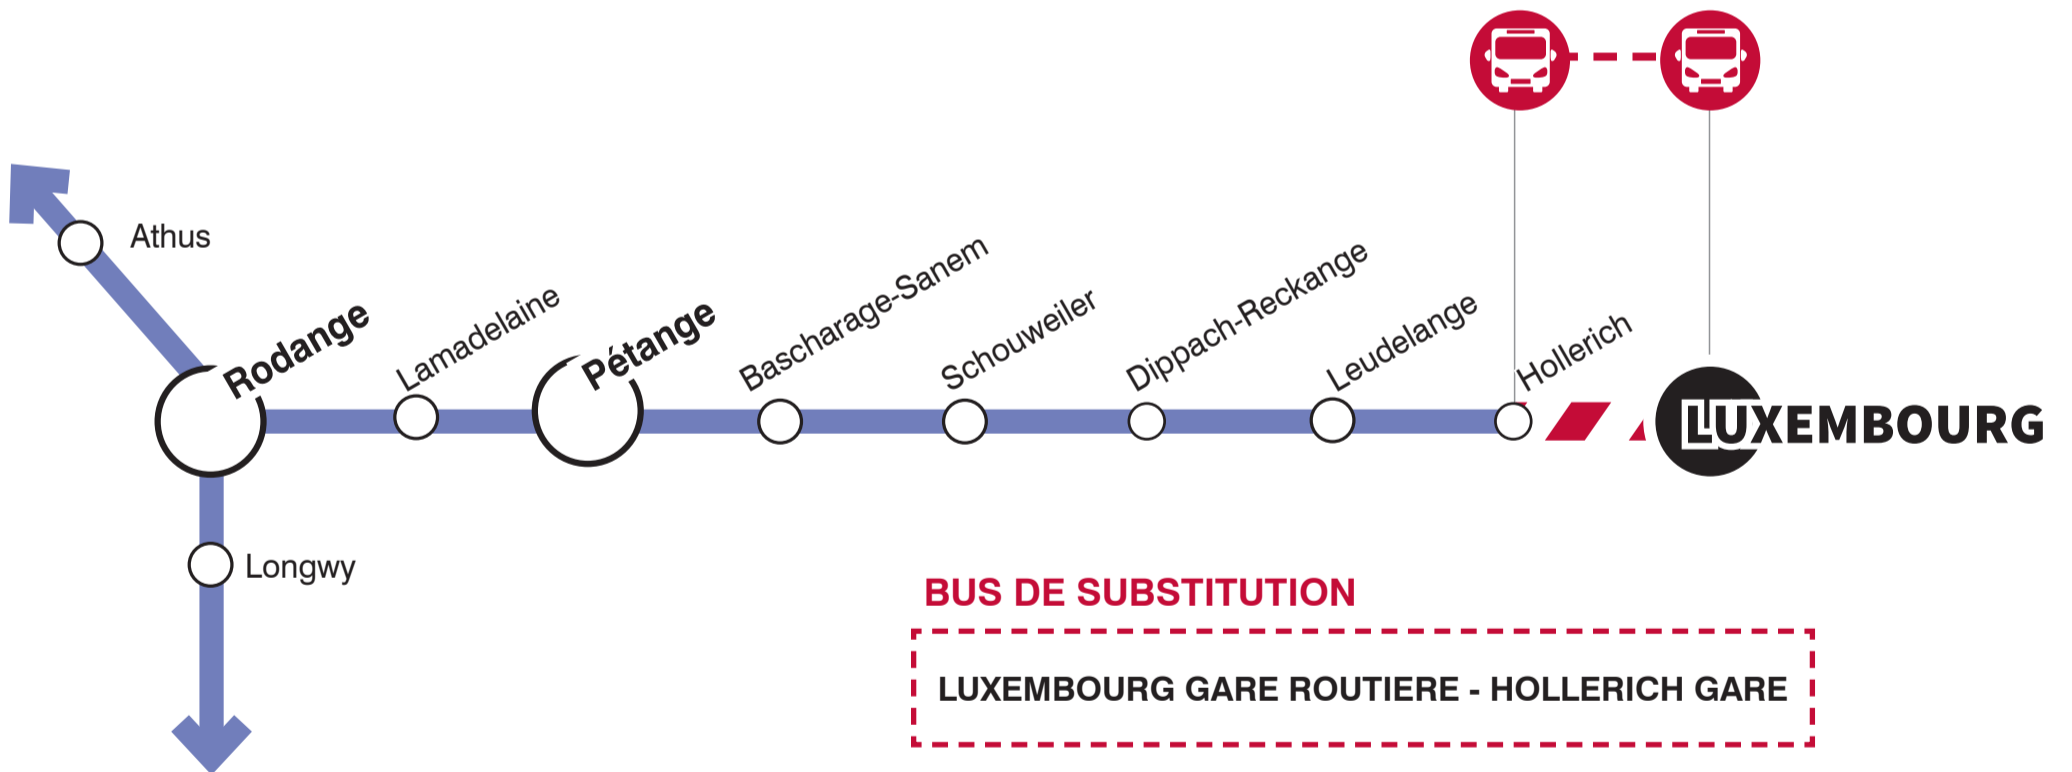 Athus
Rodange
Lamadelaine
Pétange
Bascharage-Sanem
Schouweiler
Dippach-Reckange
Leudelange
Hollerich
LUXEMBOURG
Longwy
BUS DE SUBSTITUTION
LUXEMBOURG GARE ROUTIERE - HOLLERICH GARE